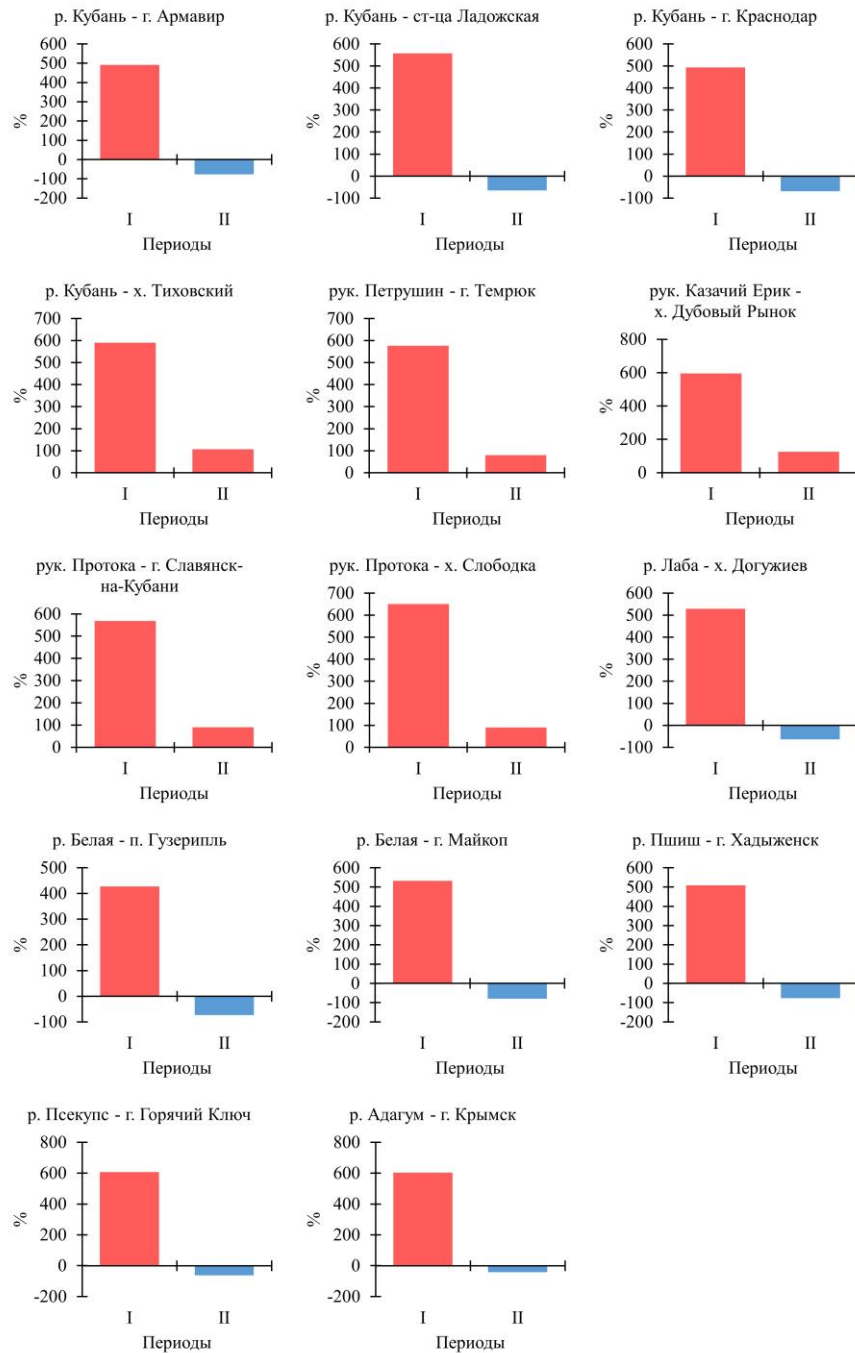 р. Кубань - г. Армавир
600
500
400
300
200
100
0
-100
-200
%
I
II
Периоды
р. Кубань - ст-ца Ладожская
600
500
400
300
200
100
0
-100
%
I
II
Периоды
р. Кубань - г. Краснодар
600
500
400
300
200
100
0
-100
%
I
II
Периоды
р. Кубань - х. Тиховский
700
600
500
400
300
200
100
0
%
I
II
Периоды
рук. Петрушин - г. Темрюк
700
600
500
400
300
200
100
0
%
I
II
Периоды
рук. Казачий Ерик -
х. Дубовый Рынок
800
600
400
200
0
%
I
II
Периоды
рук. Протока - г. Славянск-
на-Кубани
600
500
400
300
200
100
0
%
I
II
Периоды
рук. Протока - х. Слободка
700
600
500
400
300
200
100
0
%
I
II
Периоды
р. Лаба - х. Догужиев
600
500
400
300
200
100
0
-100
%
I
II
Периоды
р. Белая - п. Гузерипль
500
400
300
200
100
0
-100
%
I
II
Периоды
р. Белая - г. Майкоп
600
500
400
300
200
100
0
-100
-200
%
I
II
Периоды
р. Пшиш - г. Хадыженск
600
500
400
300
200
100
0
-100
-200
%
I
II
Периоды
р. Псекупс - г. Горячий Ключ
800
600
400
200
0
-200
%
I
II
Периоды
р. Адагум - г. Крымск
800
600
400
200
0
-200
%
I
II
Периоды